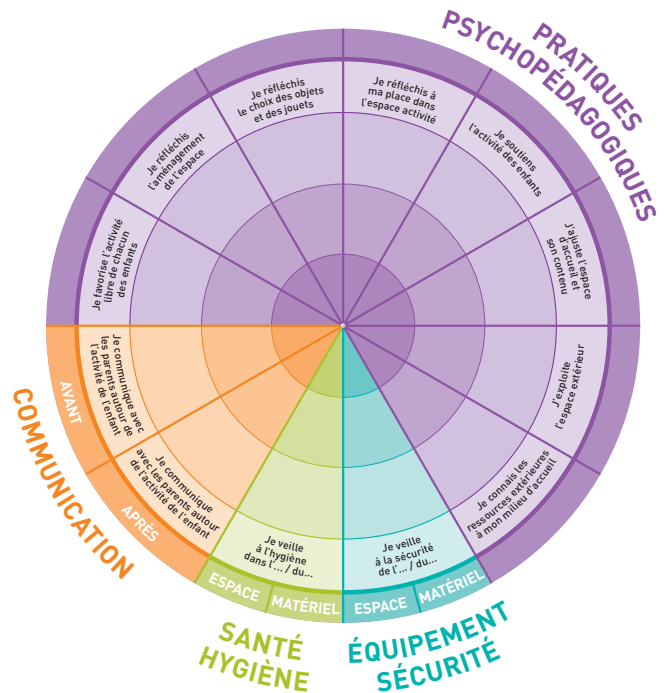 PRATIQUES
PSYCHOPÉDAGOGIQUES
Je réfléchis
le choix des objets
et des jouets
Je réfléchis à
ma place dans
l'espace activité
Je soutiens
l'activité des enfants
J'ajuste l'espace
d'accueil et
son contenu
J'exploite
l'espace extérieur
Je connais les
ressources extérieures
à mon milieu d'accueil
Je veille
à la sécurité
de l'... / du...
ESPACE
MATÉRIEL
ÉQUIPEMENT
SÉCURITÉ
Je veille
à l'hygiène
dans l'... / du...
ESPACE
MATÉRIEL
SANTÉ
HYGIÈNE
Je communique
avec les parents autour
de l'activité de l'enfant
APRÈS
Je communique avec
les parents autour de
l'activité de l'enfant
AVANT
COMMUNICATION
Je favorise l'activité
libre de chacun
des enfants
Je réfléchis
l'aménagement
de l'espace